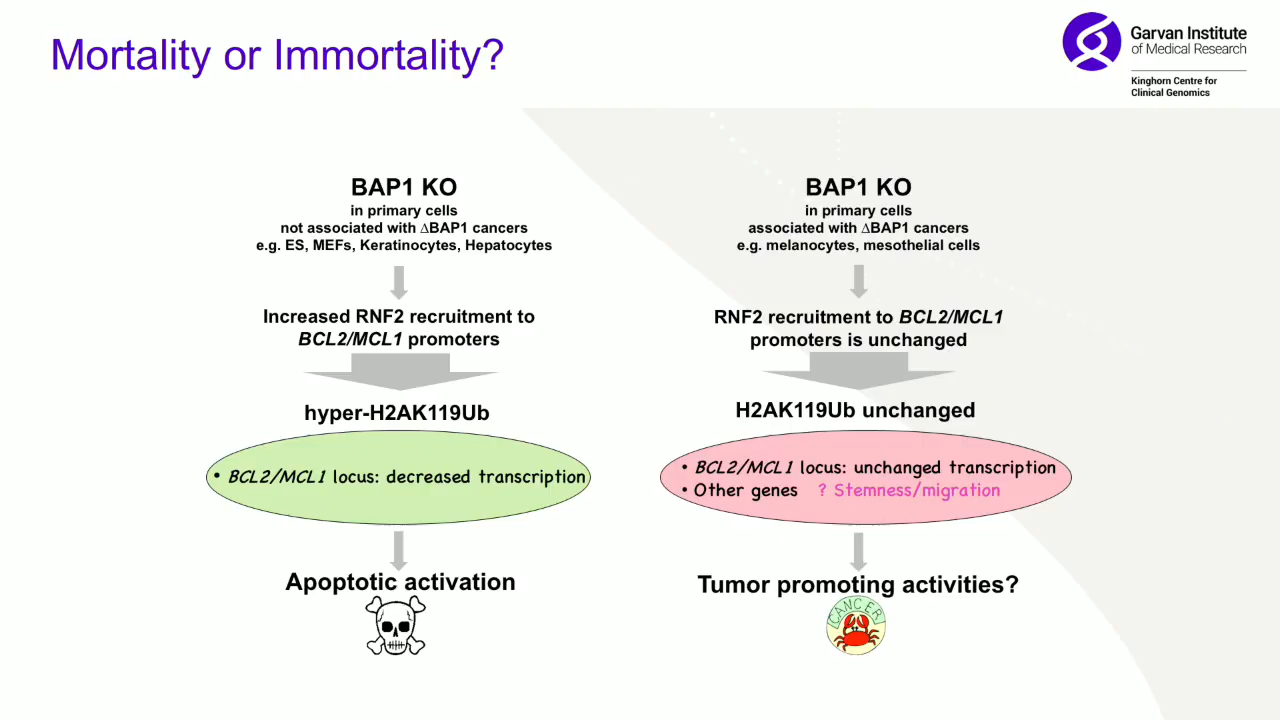 Mortality or Immortality?
Garvan Institute
of Medical Research
Kinghorn Centre for
Clinical Genomics
BAP1 KO
in primary cells
not associated with ∆BAP1 cancers
e.g. ES, MEFs, Keratinocytes, Hepatocytes
Increased RNF2 recruitment to
BCL2/MCL1 promoters
hyper-H2AK119Ub
• BCL2/MCL1 locus: decreased transcription
Apoptotic activation
BAP1 KO
in primary cells
associated with ∆BAP1 cancers
e.g. melanocytes, mesothelial cells
RNF2 recruitment to BCL2/MCL1
promoters is unchanged
H2AK119Ub unchanged
• BCL2/MCL1 locus: unchanged transcription
• Other genes ? Stemness/migration
Tumor promoting activities?
CANCER